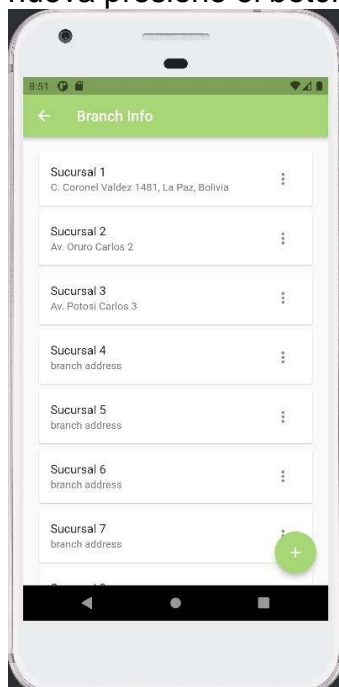 nueva presione el botó
8:51
Branch Info
Sucursal 1
C. Coronel Valdez 1481, La Paz, Bolivia
Sucursal 2
Av. Oruro Carlos 2
Sucursal 3
Av. Potosi Carlos 3
Sucursal 4
branch address
Sucursal 5
branch address
Sucursal 6
branch address
Sucursal 7
branch address
+